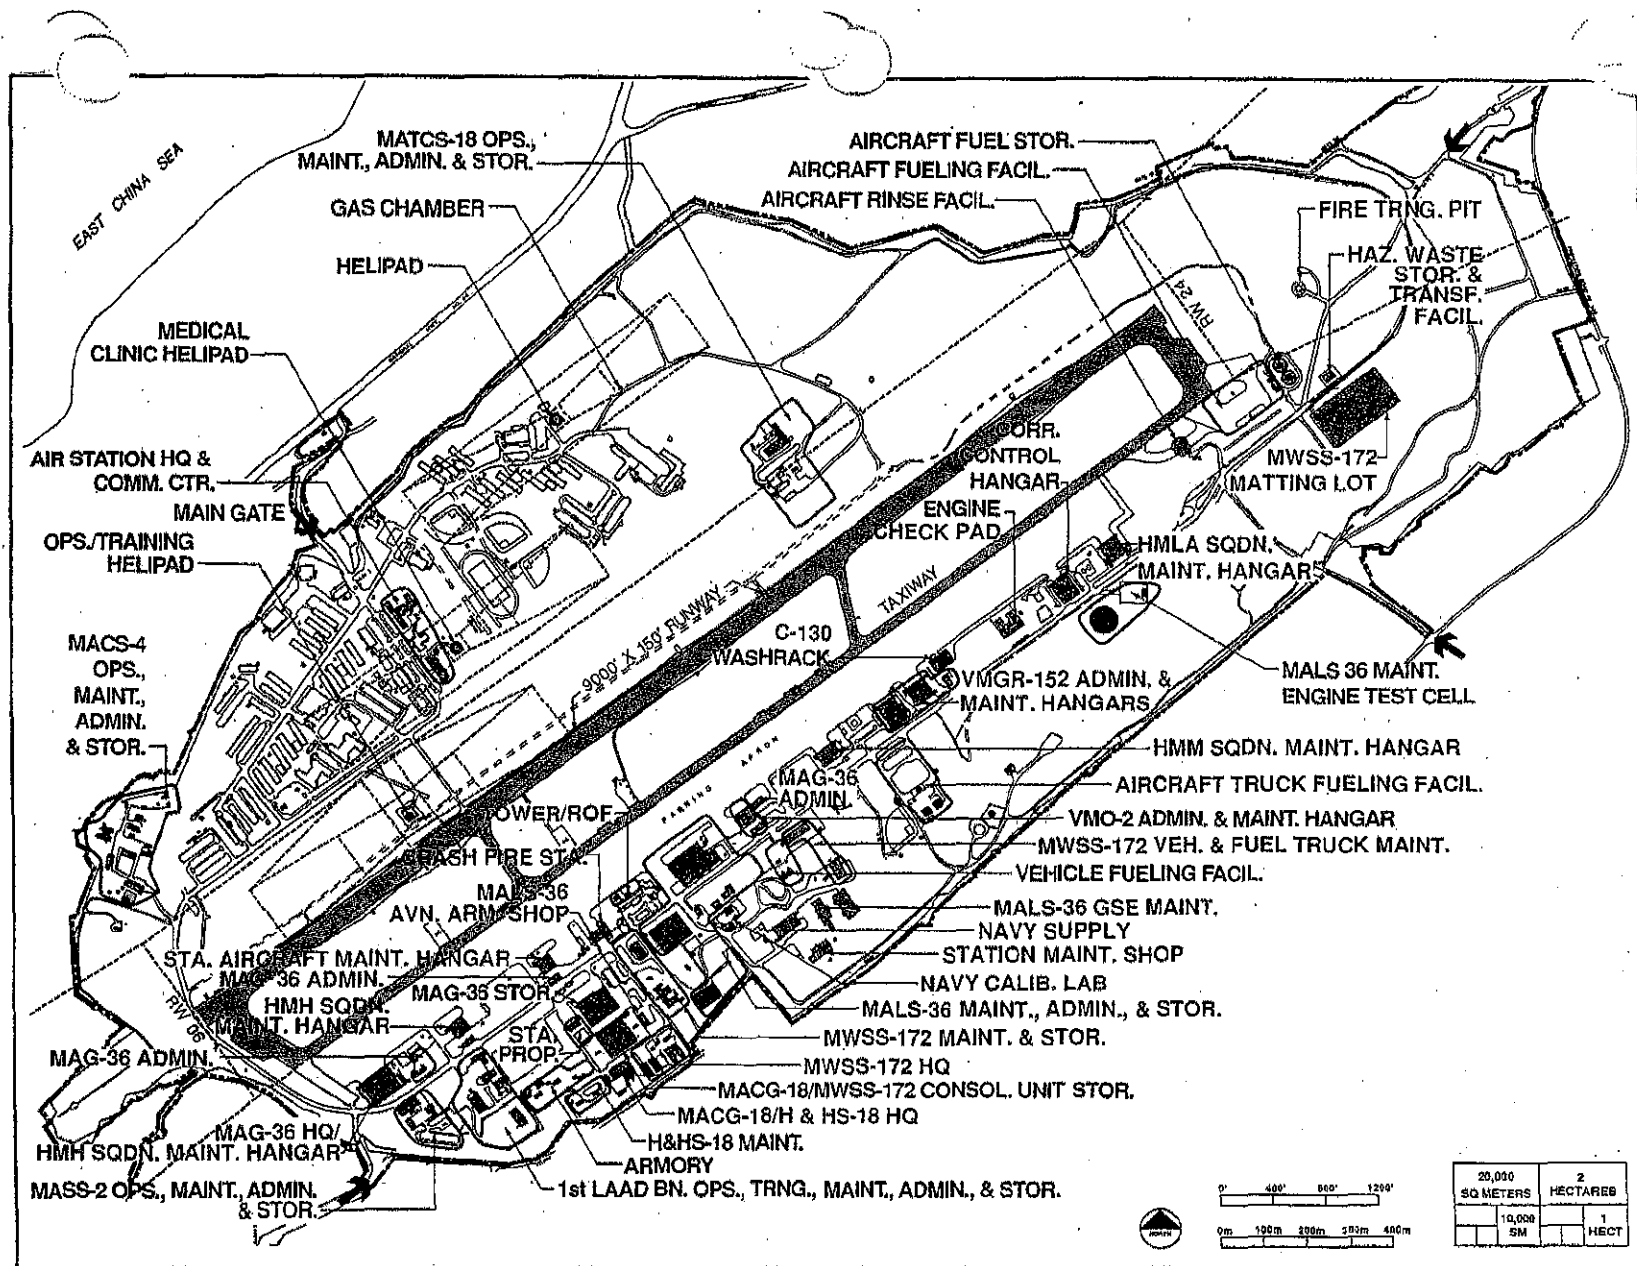 EAST CHINA SEA
MATCS-18 OPS.,
MAINT., ADMIN. & STOR.
GAS CHAMBER
HELIPAD
MEDICAL
CLINIC HELIPAD
AIR STATION HQ &
COMM. CTR.
MAIN GATE
OPS./TRAINING
HELIPAD
MACS-4
OPS.,
MAINT.,
ADMIN.
& STOR.
AIRCRAFT FUEL STOR.
AIRCRAFT FUELING FACIL.
AIRCRAFT RINSE FACIL.
FIRE TRNG. PIT
HAZ. WASTE
STOR. &
TRANSF.
FACIL.
RW 24
MWSS-172
MATTING LOT
CORR.
CONTROL
HANGAR
ENGINE
CHECK PAD
HMLA SQDN.
MAINT. HANGAR
TAXIWAY
9000' X 150' RUNWAY
C-130
WASHRACK
MALS 36 MAINT.
ENGINE TEST CELL
VMGR-152 ADMIN. &
MAINT. HANGARS
HMM SQDN. MAINT. HANGAR
PARKING APRON
MAG-36
ADMIN.
AIRCRAFT TRUCK FUELING FACIL.
VMO-2 ADMIN. & MAINT. HANGAR
MWSS-172 VEH. & FUEL TRUCK MAINT.
VEHICLE FUELING FACIL.
MALS-36 GSE MAINT.
NAVY SUPPLY
STATION MAINT. SHOP
NAVY CALIB. LAB
MALS-36 MAINT., ADMIN., & STOR.
MWSS-172 MAINT. & STOR.
MWSS-172 HQ
MACG-18/MWSS-172 CONSOL. UNIT STOR.
MACG-18/H & HS-18 HQ
H&HS-18 MAINT.
ARMORY
1st LAAD BN. OPS., TRNG., MAINT., ADMIN., & STOR.
TOWER/ROF
CRASH FIRE STA.
MALS-36
AVN. ARM. SHOP
STA. AIRCRAFT MAINT. HANGAR
MAG-36 ADMIN.
MAG-36 STOR.
HMH SQDN.
MAINT. HANGAR
STA.
PROP.
RW 06
MAG-36 ADMIN.
MAG-36 HQ/
HMH SQDN. MAINT. HANGAR
MASS-2 OPS., MAINT., ADMIN.
& STOR.
NORTH
0' 400' 800' 1200'
0m 100m 200m 300m 400m
20,000
SQ METERS
2
HECTARES
10,000
SM
1
HECT